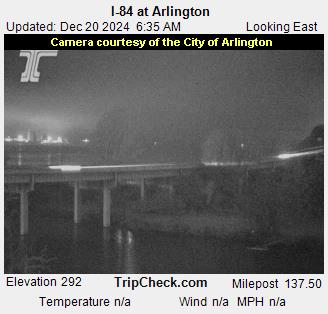 I-84 at Arlington
Updated: Dec 20 2024 6:35 AM Looking East
Camera courtesy of the City of Arlington
Elevation 292 TripCheck.com Milepost 137.50
Temperature n/a Wind n/a MPH n/a